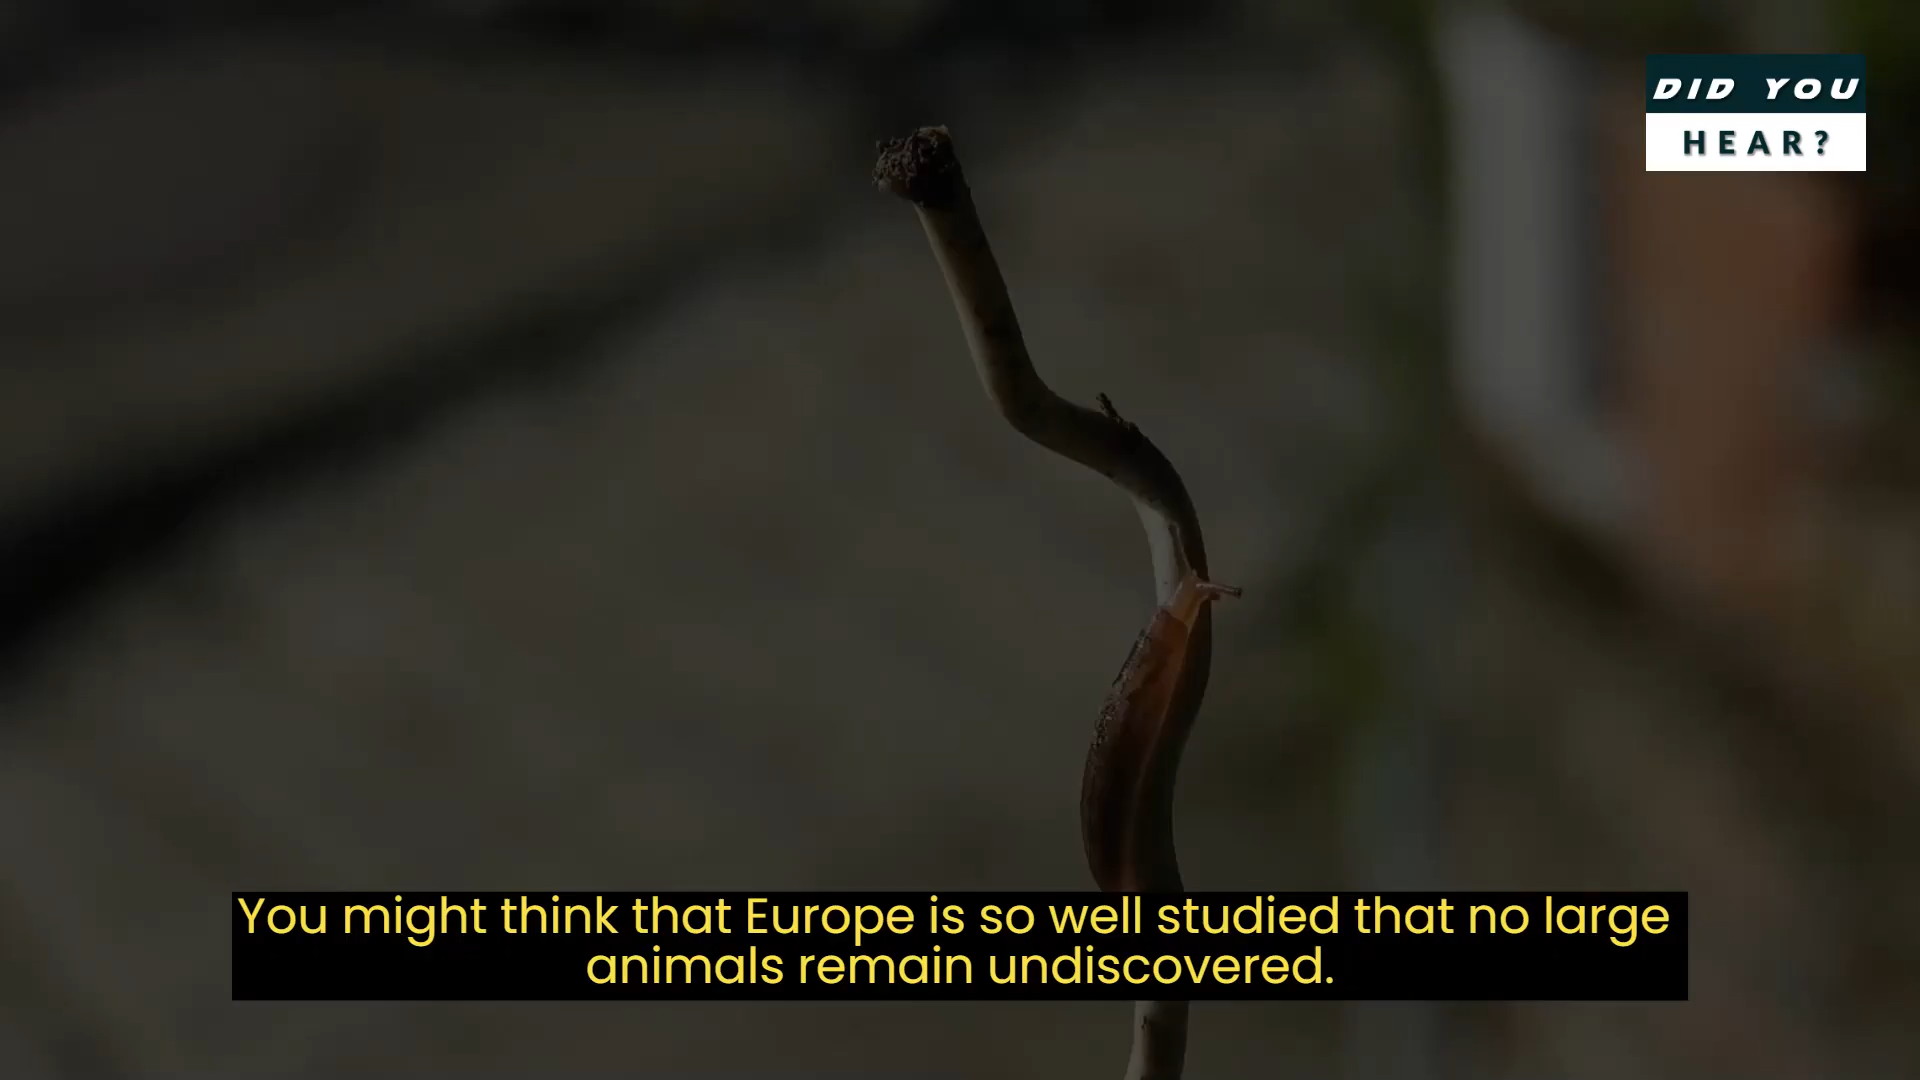 DID YOU
HEAR?
You might think that Europe is so well studied that no large
animals remain undiscovered.